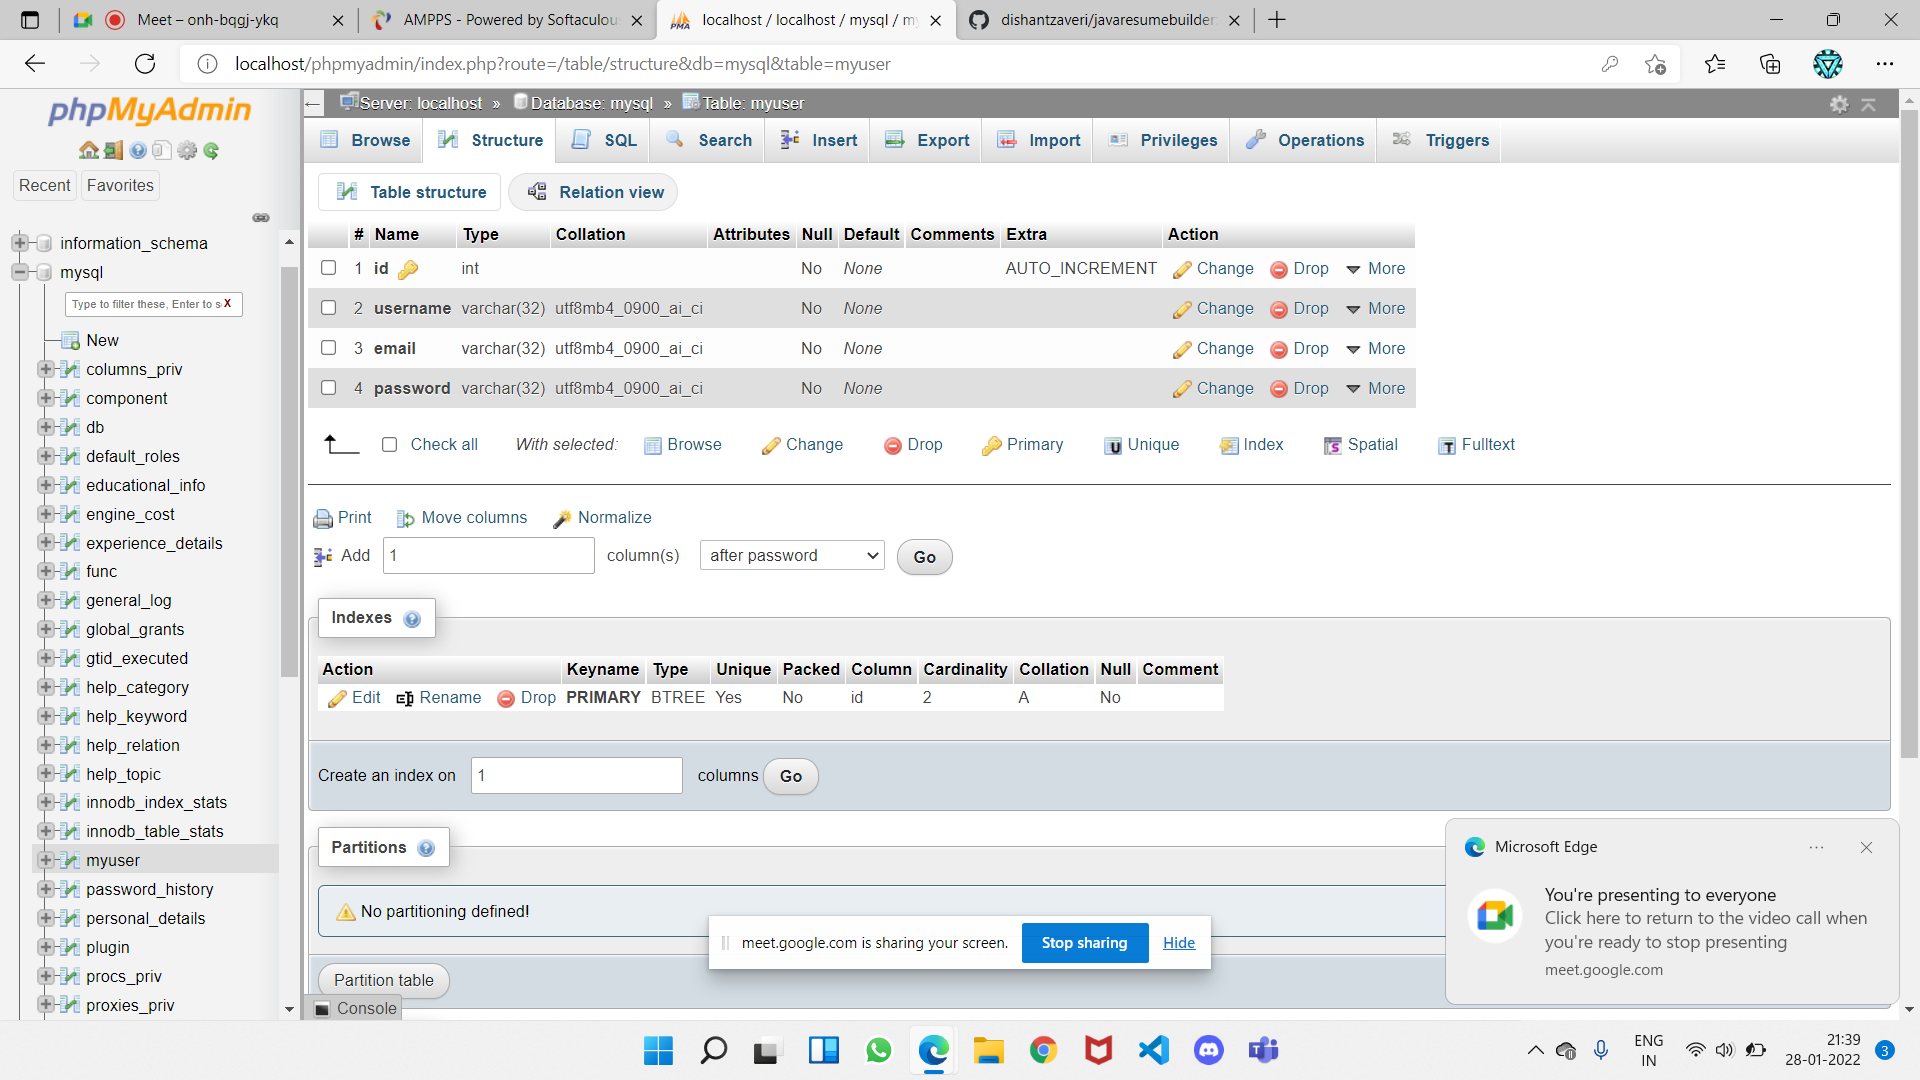 Meet – onh-bqgj-ykq
AMPPS - Powered by Softaculou
localhost / localhost / mysql / m
dishantzaveri/javaresumebuilder
localhost/phpmyadmin/index.php?route=/table/structure&db=mysql&table=myuser
phpMyAdmin
Recent
Favorites
information_schema
mysql
Type to filter these, Enter to s
X
New
columns_priv
component
db
default_roles
educational_info
engine_cost
experience_details
func
general_log
global_grants
gtid_executed
help_category
help_keyword
help_relation
help_topic
innodb_index_stats
innodb_table_stats
myuser
password_history
personal_details
plugin
procs_priv
proxies_priv
Server: localhost » Database: mysql » Table: myuser
Browse Structure SQL Search Insert Export Import Privileges Operations Triggers
Table structure Relation view
# Name Type Collation Attributes Null Default Comments Extra Action
1 id int No None AUTO_INCREMENT Change Drop More
2 username varchar(32) utf8mb4_0900_ai_ci No None Change Drop More
3 email varchar(32) utf8mb4_0900_ai_ci No None Change Drop More
4 password varchar(32) utf8mb4_0900_ai_ci No None Change Drop More
Check all With selected: Browse Change Drop Primary Unique Index Spatial Fulltext
Print Move columns Normalize
Add 1 column(s) after password Go
Indexes
Action Keyname Type Unique Packed Column Cardinality Collation Null Comment
Edit Rename Drop PRIMARY BTREE Yes No id 2 A No
Create an index on 1 columns Go
Partitions
No partitioning defined!
Partition table
Console
meet.google.com is sharing your screen. Stop sharing Hide
Microsoft Edge
You're presenting to everyone
Click here to return to the video call when
you're ready to stop presenting
meet.google.com
ENG
IN
21:39
28-01-2022
3